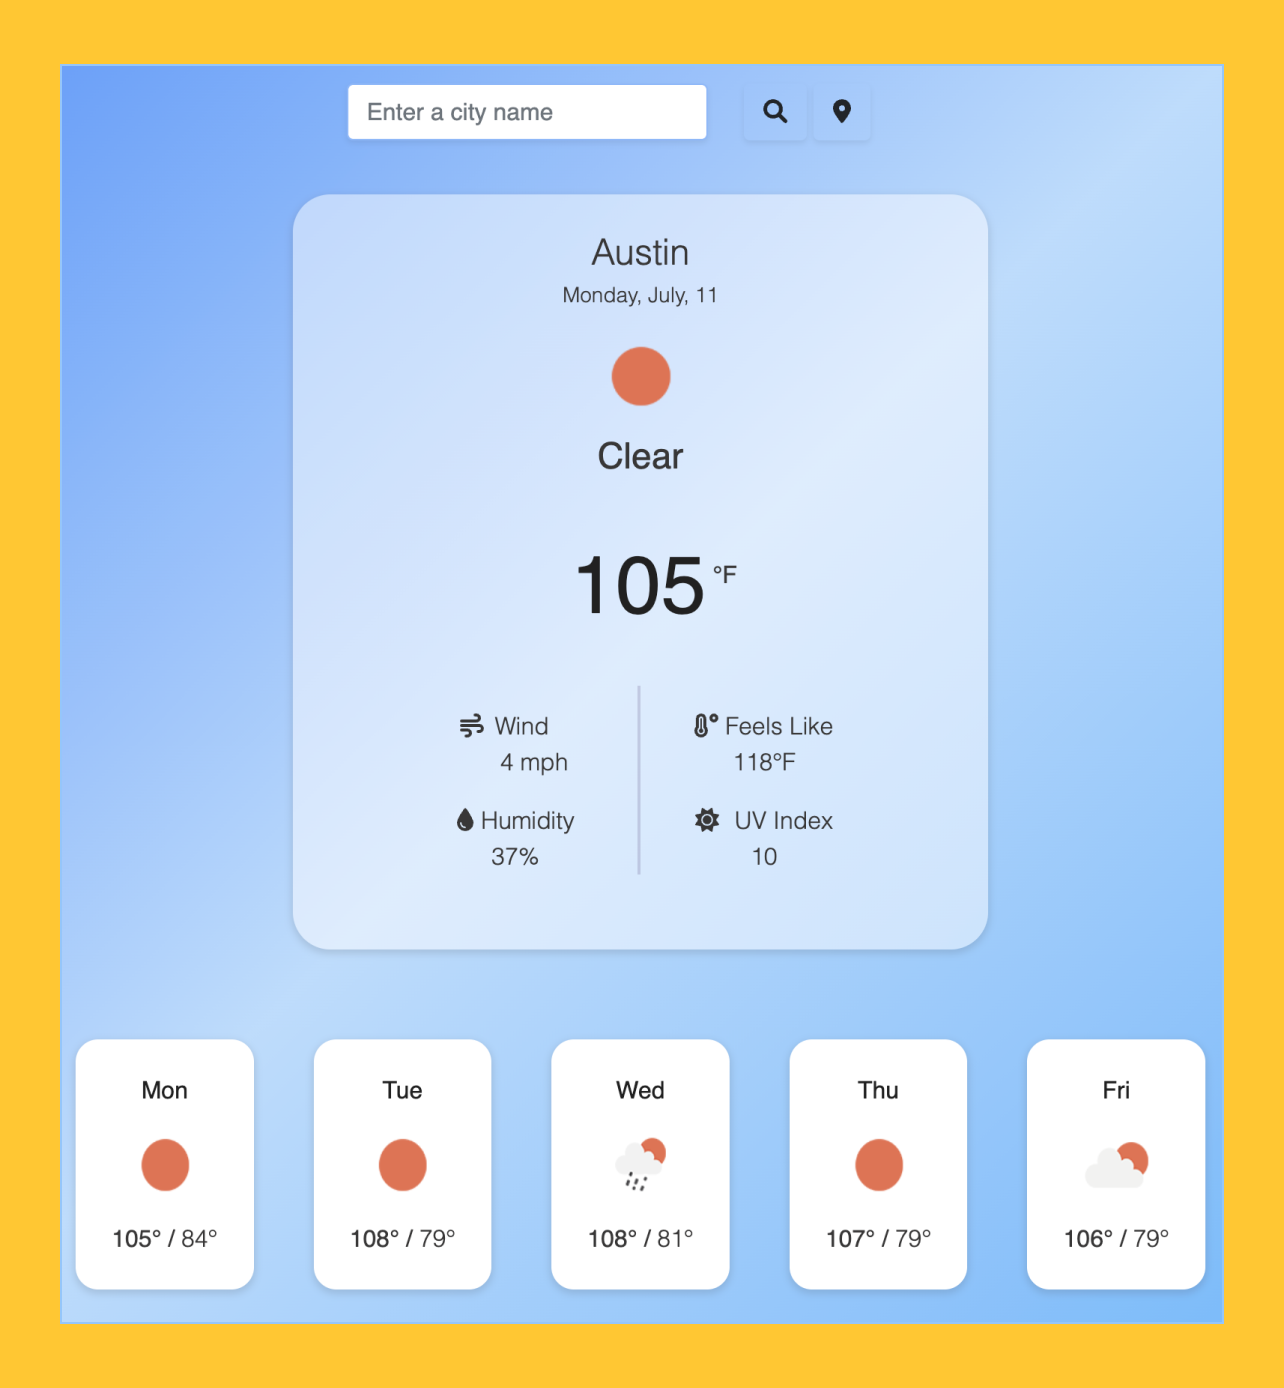 Enter a city name
Austin
Monday, July, 11
Clear
105 °F
Wind
4 mph
Feels Like
118°F
Humidity
37%
UV Index
10
Mon
105° / 84°
Tue
108° / 79°
Wed
108° / 81°
Thu
107° / 79°
Fri
106° / 79°